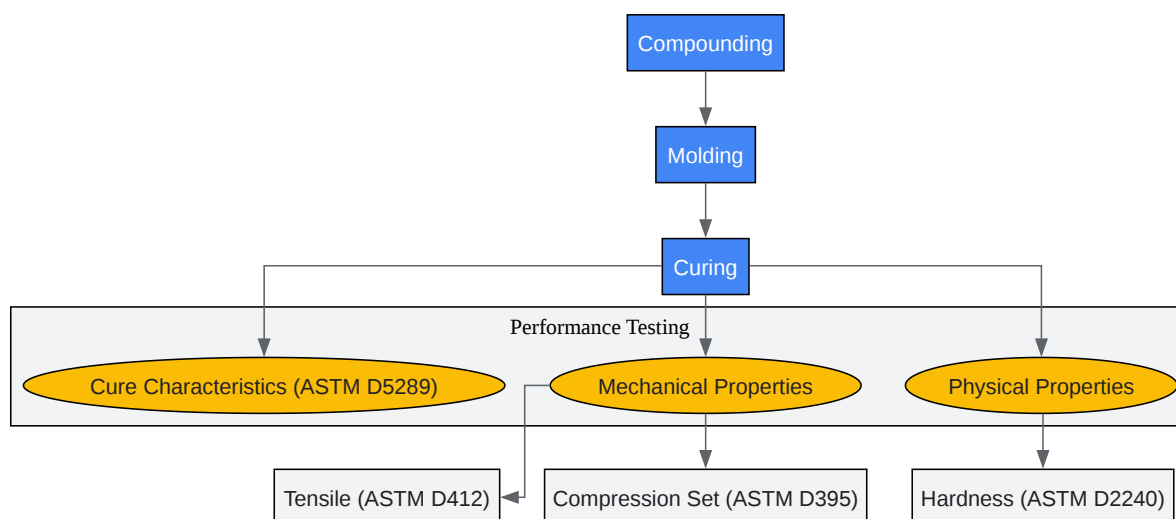 Compounding
Molding
Curing
Performance Testing
Cure Characteristics (ASTM D5289)
Mechanical Properties
Physical Properties
Tensile (ASTM D412)
Compression Set (ASTM D395)
Hardness (ASTM D2240)